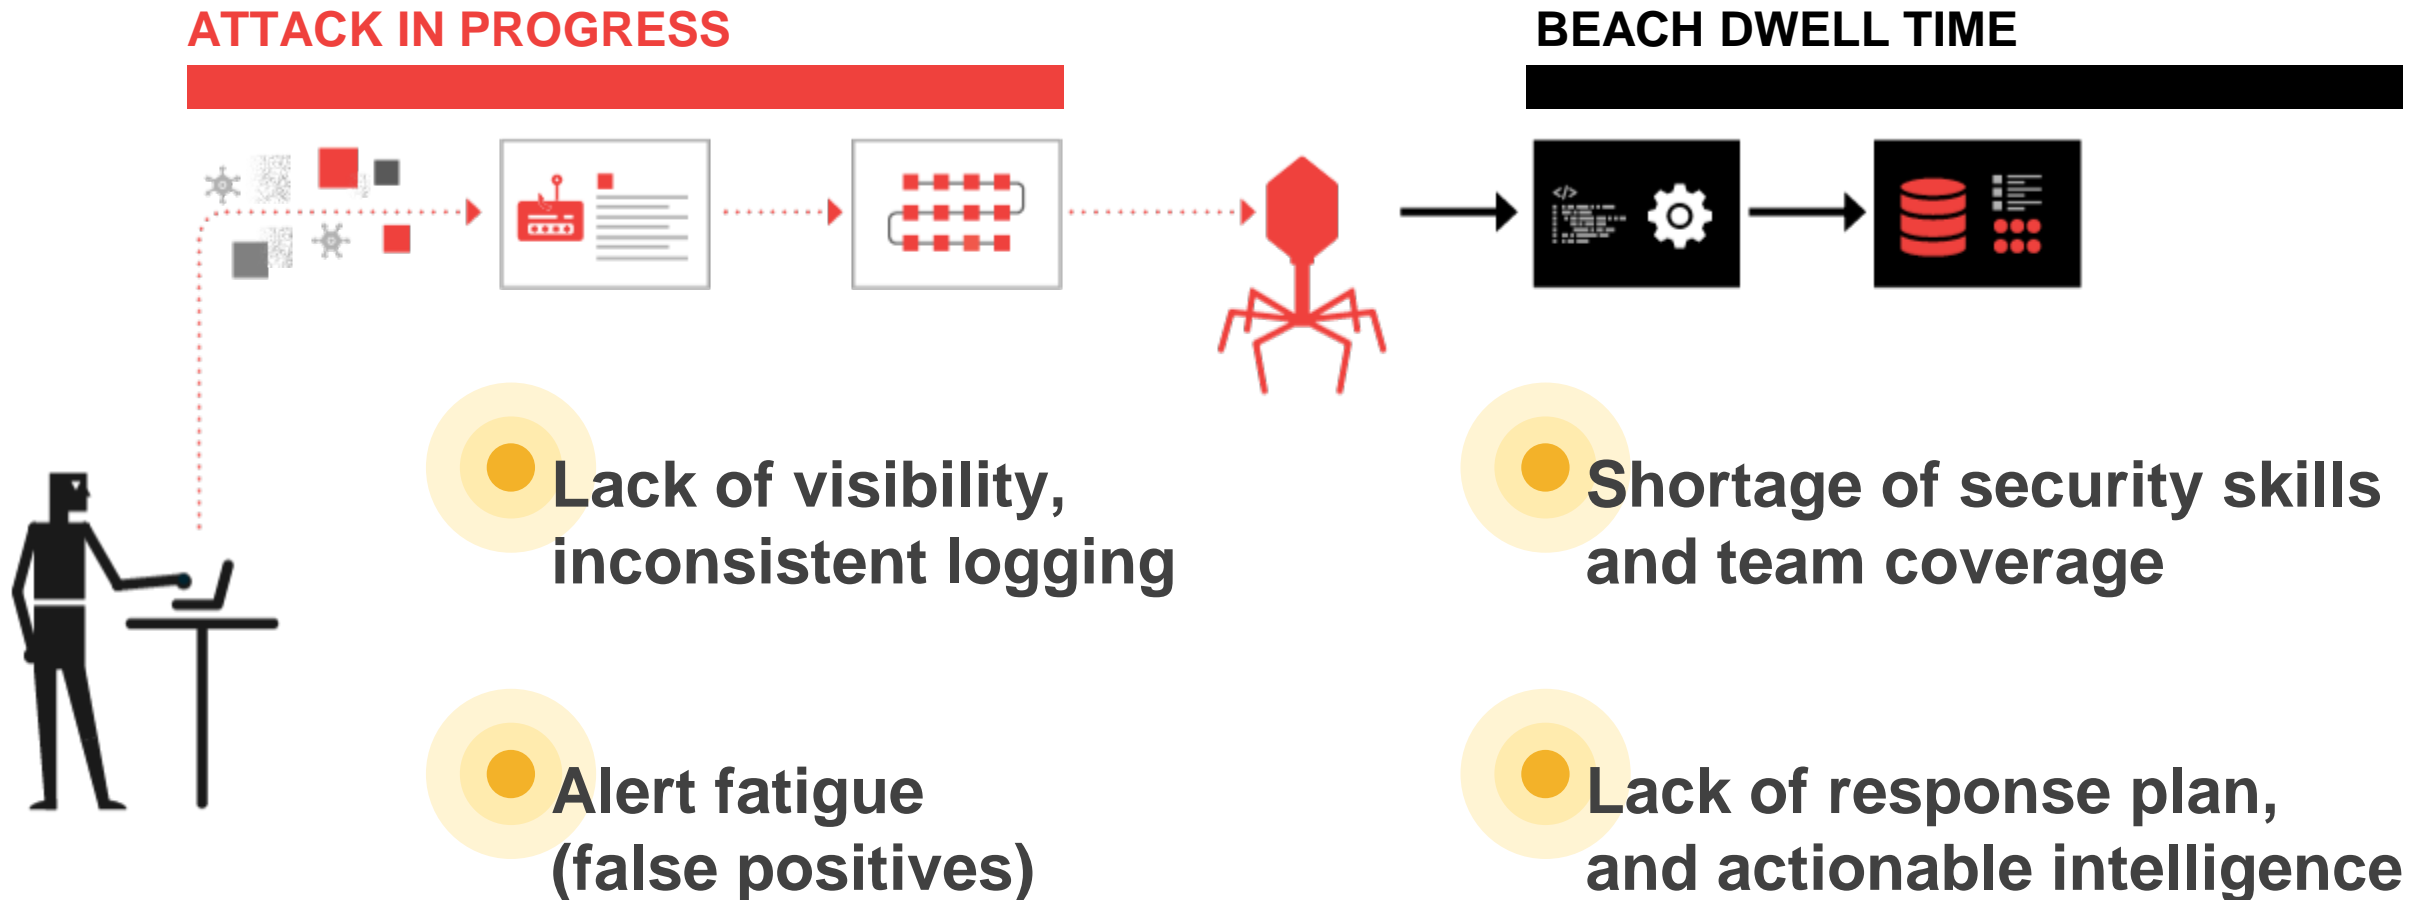 ATTACK IN PROGRESS
BEACH DWELL TIME
</>
Lack of visibility,
inconsistent logging
Shortage of security skills
and team coverage
Alert fatigue
(false positives)
Lack of response plan,
and actionable intelligence